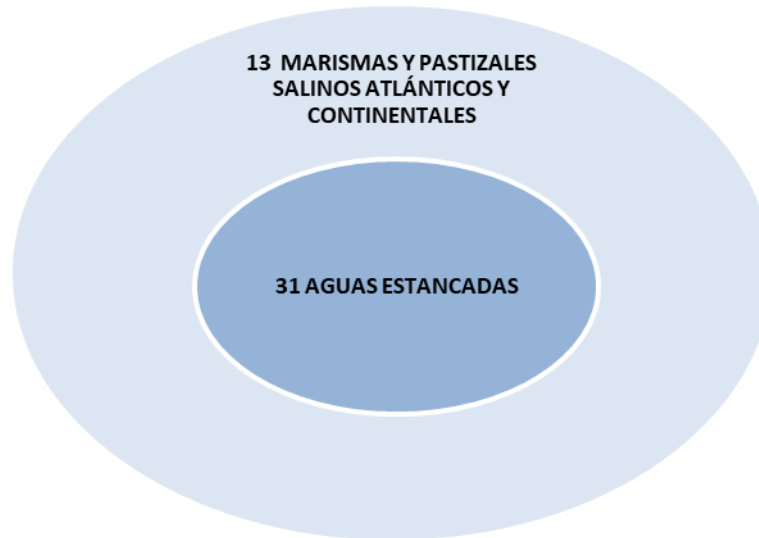 13 MARISMAS Y PASTIZALES
SALINOS ATLÁNTICOS Y
CONTINENTALES
31 AGUAS ESTANCADAS